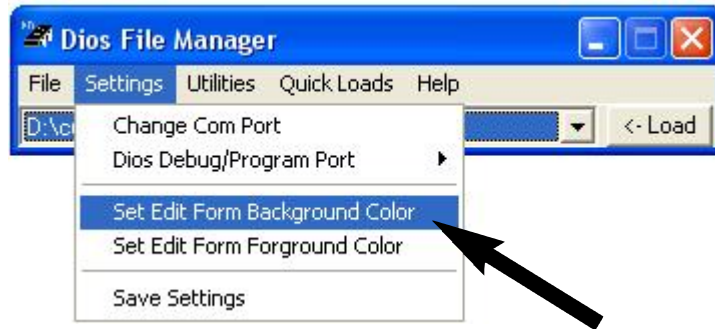 Dios File Manager
File Settings Utilities Quick Loads Help
D:\c <- Load
Change Com Port
Dios Debug/Program Port
Set Edit Form Background Color
Set Edit Form Forground Color
Save Settings